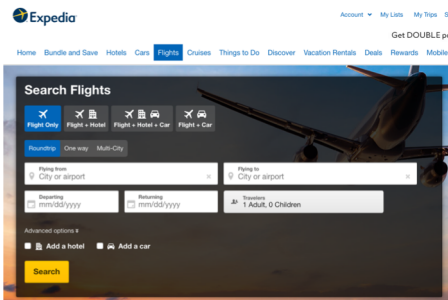 Expedia
Account My Lists My Trips
Get DOUBLE
Home Bundle and Save Hotels Cars Flights Cruises Things to Do Discover Vacation Rentals Deals Rewards Mobile
Search Flights
Flight Only Flight + Hotel Flight + Hotel + Car Flight + Car
Roundtrip One way Multi-City
Flying from Flying to
City or airport × City or airport ×
Departing Returning Travelers
mm/dd/yyyy mm/dd/yyyy 1 Adult, 0 Children
Advanced options
Add a hotel Add a car
Search